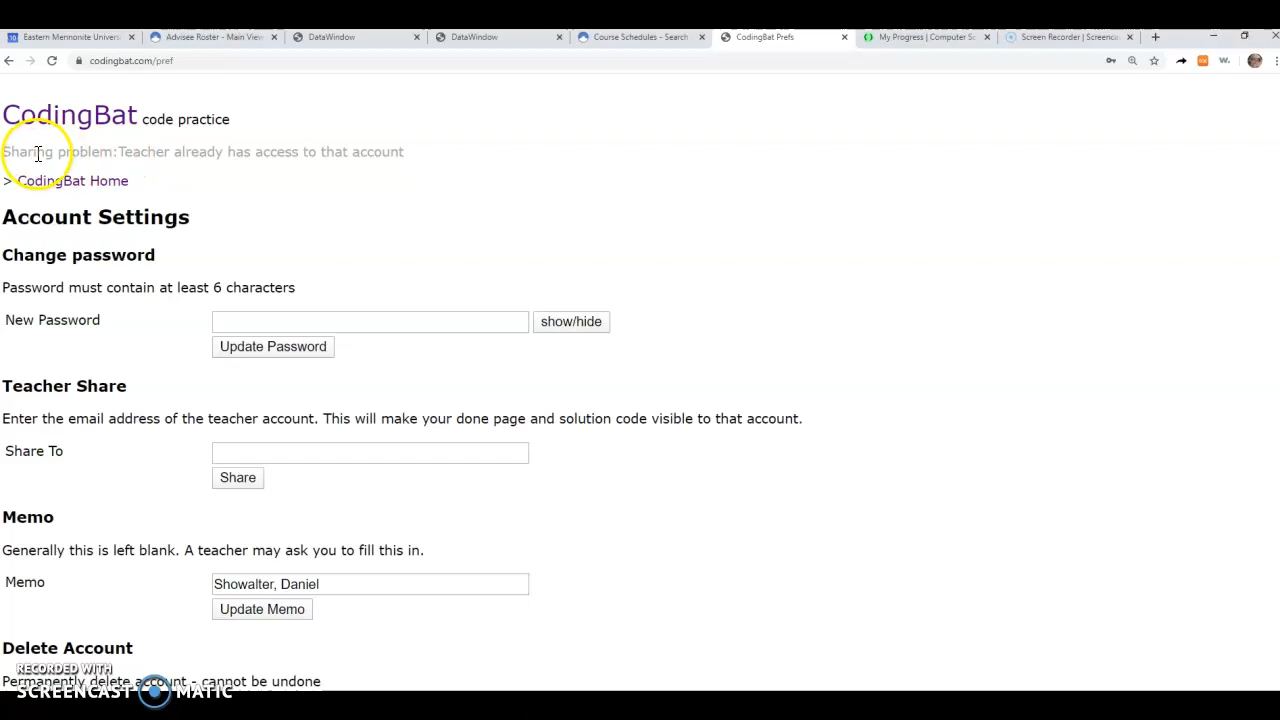 Eastern Mennonite Univers
Advisee Roster - Main View
DataWindow
DataWindow
Course Schedules - Search
CodingBat Prefs
My Progress | Computer Sc
Screen Recorder | Screenca
codingbat.com/pref
CodingBat code practice
Sharing problem:Teacher already has access to that account
> CodingBat Home
Account Settings
Change password
Password must contain at least 6 characters
New Password
show/hide
Update Password
Teacher Share
Enter the email address of the teacher account. This will make your done page and solution code visible to that account.
Share To
Share
Memo
Generally this is left blank. A teacher may ask you to fill this in.
Memo
Showalter, Daniel
Update Memo
Delete Account
Permanently delete account - cannot be undone
RECORDED WITH
SCREENCAST MATIC